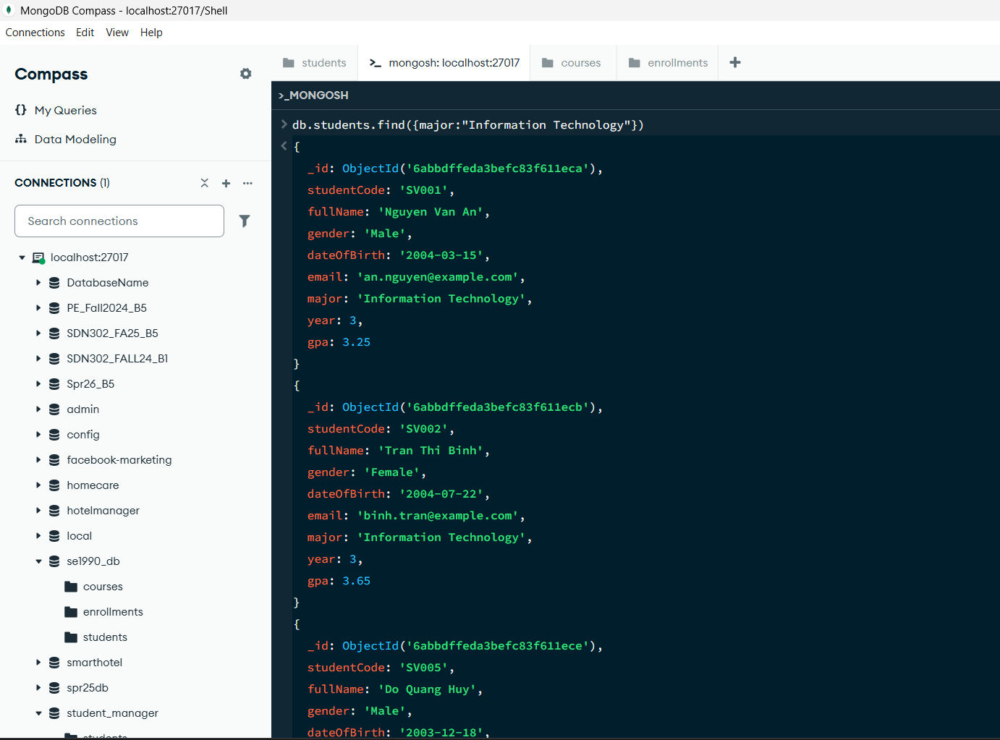 MongoDB Compass - localhost:27017/Shell
Connections Edit View Help
Compass
My Queries
Data Modeling
CONNECTIONS (1)
Search connections
localhost:27017
DatabaseName
PE_Fall2024_B5
SDN302_FA25_B5
SDN302_FALL24_B1
Spr26_B5
admin
config
facebook-marketing
homecare
hotelmanager
local
se1990_db
courses
enrollments
students
smarthotel
spr25db
student_manager
students
students
>_ mongosh: localhost:27017
courses
enrollments
+
>_MONGOSH
> db.students.find({major:"Information Technology"})
< {
_id: ObjectId('6abbdffeda3befc83f611eca'),
studentCode: 'SV001',
fullName: 'Nguyen Van An',
gender: 'Male',
dateOfBirth: '2004-03-15',
email: 'an.nguyen@example.com',
major: 'Information Technology',
year: 3,
gpa: 3.25
}
{
_id: ObjectId('6abbdffeda3befc83f611ecb'),
studentCode: 'SV002',
fullName: 'Tran Thi Binh',
gender: 'Female',
dateOfBirth: '2004-07-22',
email: 'binh.tran@example.com',
major: 'Information Technology',
year: 3,
gpa: 3.65
}
{
_id: ObjectId('6abbdffeda3befc83f611ece'),
studentCode: 'SV005',
fullName: 'Do Quang Huy',
gender: 'Male',
dateOfBirth: '2003-12-18',